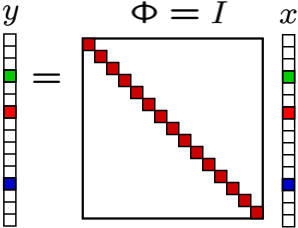 y Φ = I x
=